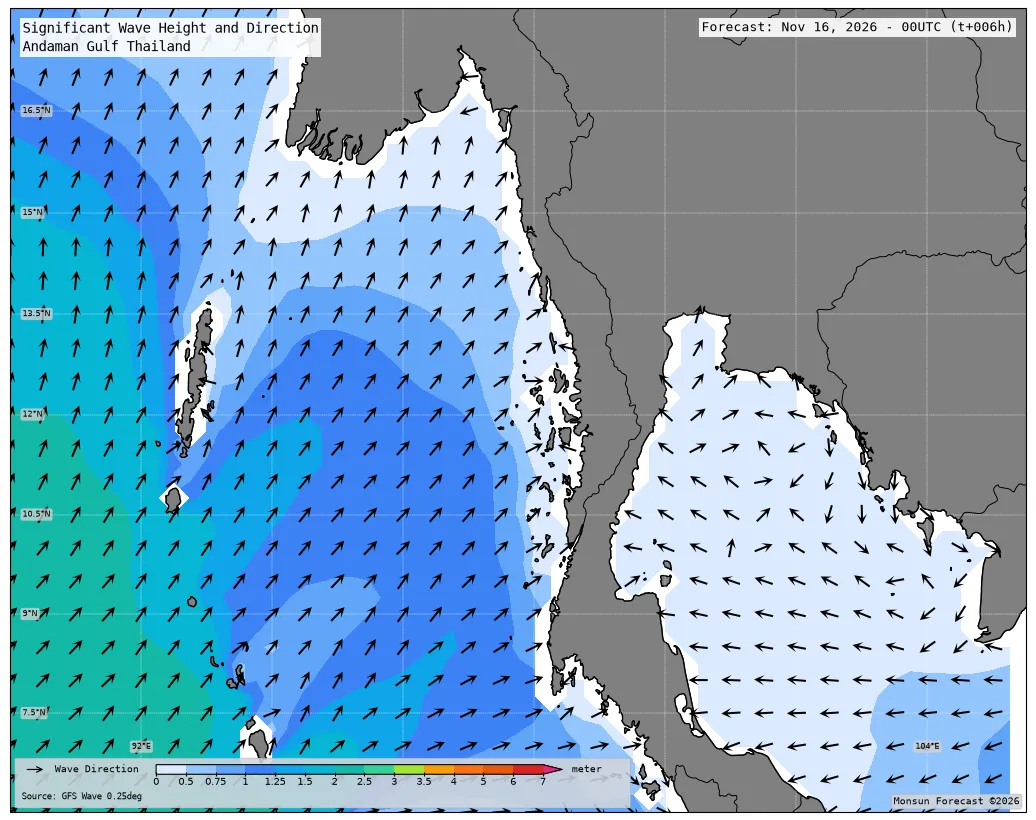 Significant Wave Height and Direction
Andaman Gulf Thailand
Forecast: Nov 16, 2026 - 00UTC (t+006h)
16.5°N
15°N
13.5°N
12°N
10.5°N
9°N
7.5°N
92°E
104°E
Wave Direction
meter
0.5 0.75 1 1.25 1.5 2 2.5 3 3.5 4 5 6 7
Source: GFS Wave 0.25deg
Monsun Forecast ©2026